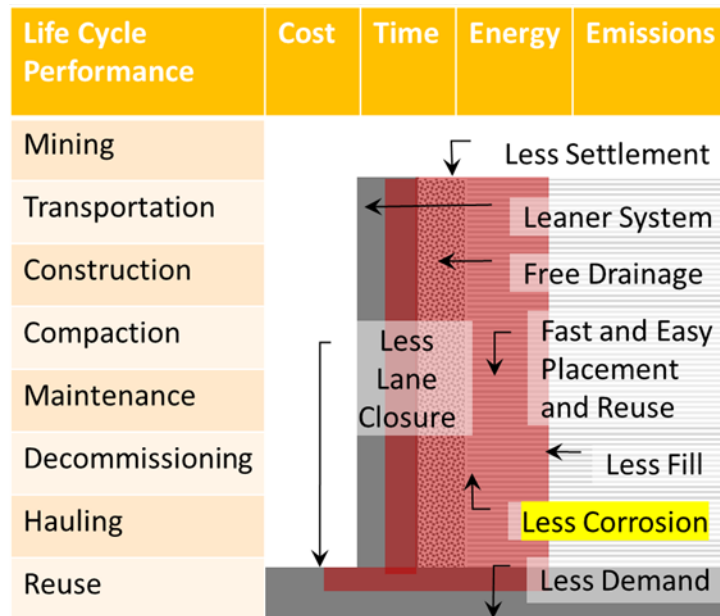 Life Cycle
Performance
Cost
Time
Energy
Emissions
Mining
Transportation
Construction
Compaction
Maintenance
Decommissioning
Hauling
Reuse
Less Settlement
Leaner System
Free Drainage
Less
Lane
Closure
Fast and Easy
Placement
and Reuse
Less Fill
Less Corrosion
Less Demand